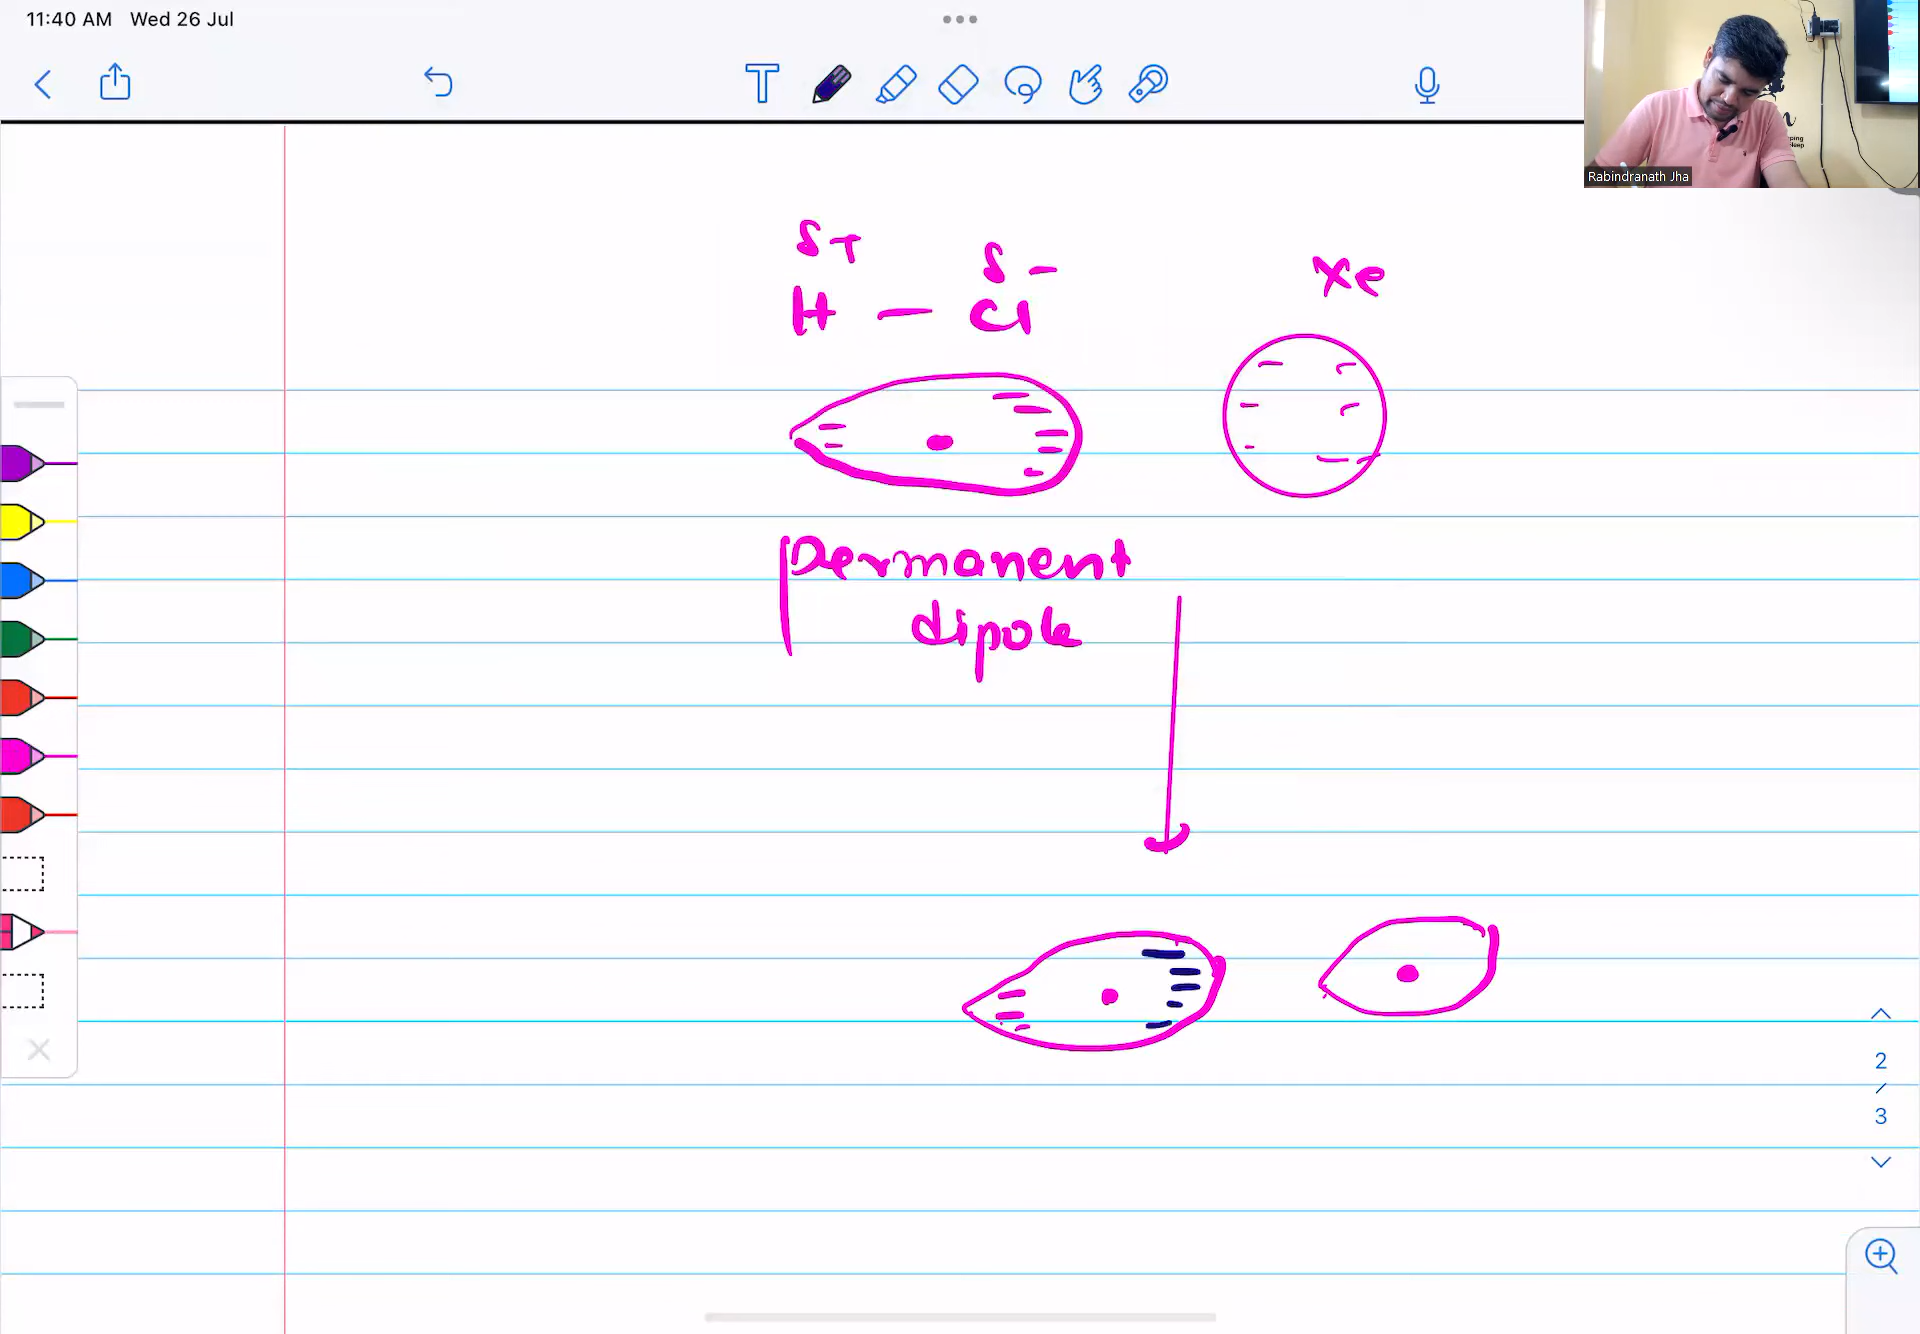 11:40 AM Wed 26 Jul
T
Rabindranath Jha
δ+ δ-
H — Cl
Xe
Permanent
dipole
2
/
3